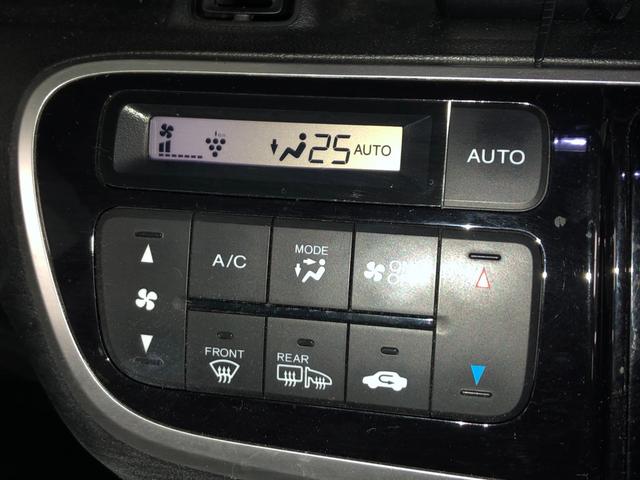 25 AUTO
AUTO
A/C
MODE
FRONT
REAR